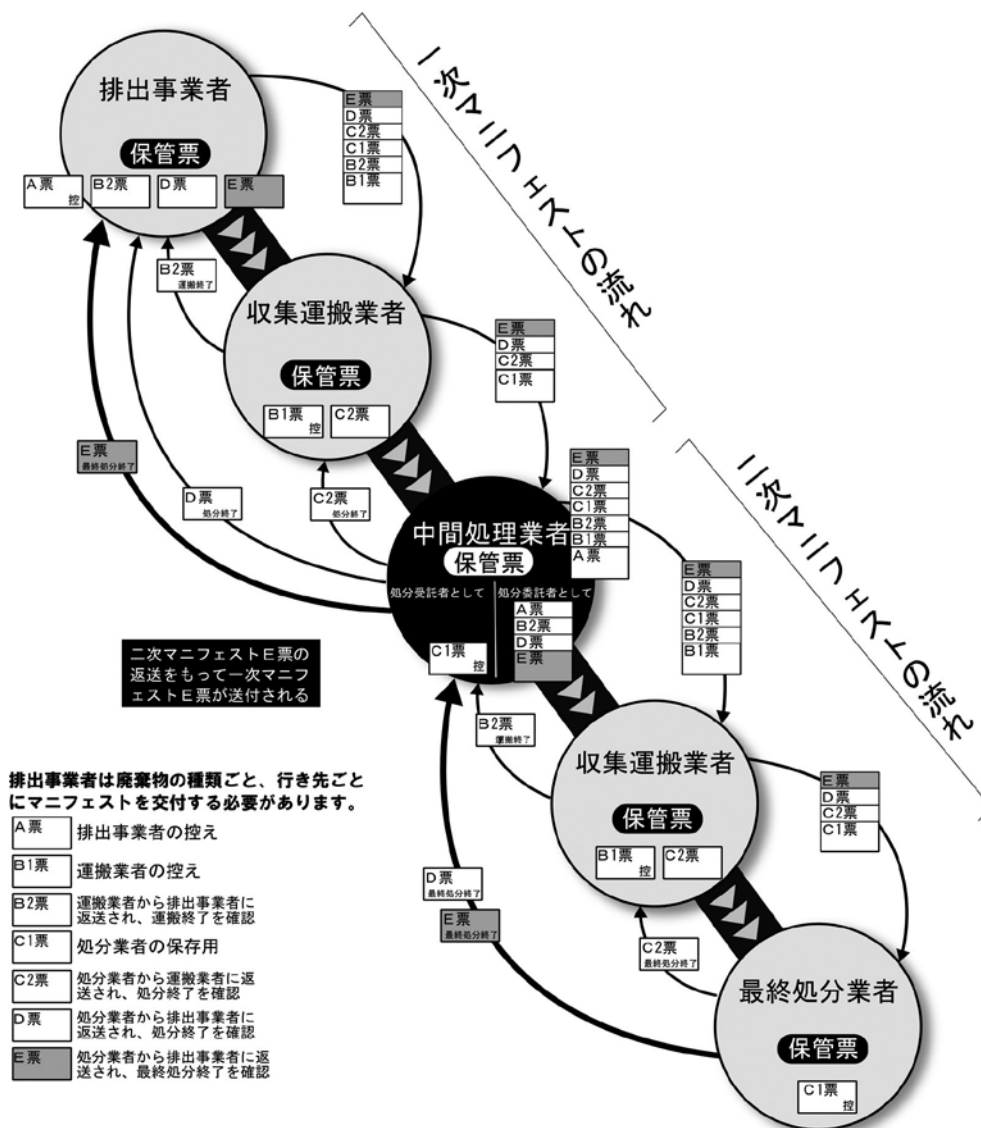 排出事業者
保管票
A票
控
B2票
D票
E票
E票
D票
C2票
C1票
B2票
B1票
一次マニフェストの流れ
B2票
運搬終了
収集運搬業者
保管票
B1票
控
C2票
E票
D票
C2票
C1票
E票
最終処分終了
D票
処分終了
C2票
処分終了
中間処理業者
保管票
処分受託者として
処分委託者として
C1票
控
A票
B2票
D票
E票
E票
D票
C2票
C1票
B2票
B1票
A票
二次マニフェストの流れ
E票
D票
C2票
C1票
B2票
B1票
二次マニフェストE票の
返送をもって一次マニフ
ェストE票が送付される
B2票
運搬終了
収集運搬業者
保管票
B1票
控
C2票
E票
D票
C2票
C1票
D票
最終処分終了
E票
最終処分終了
C2票
最終処分終了
最終処分業者
保管票
C1票
控
排出事業者は廃棄物の種類ごと、行き先ごと
にマニフェストを交付する必要があります。
A票
排出事業者の控え
B1票
運搬業者の控え
B2票
運搬業者から排出事業者に
返送され、運搬終了を確認
C1票
処分業者の保存用
C2票
処分業者から運搬業者に返
送され、処分終了を確認
D票
処分業者から排出事業者に
返送され、処分終了を確認
E票
処分業者から排出事業者に返
送され、最終処分終了を確認